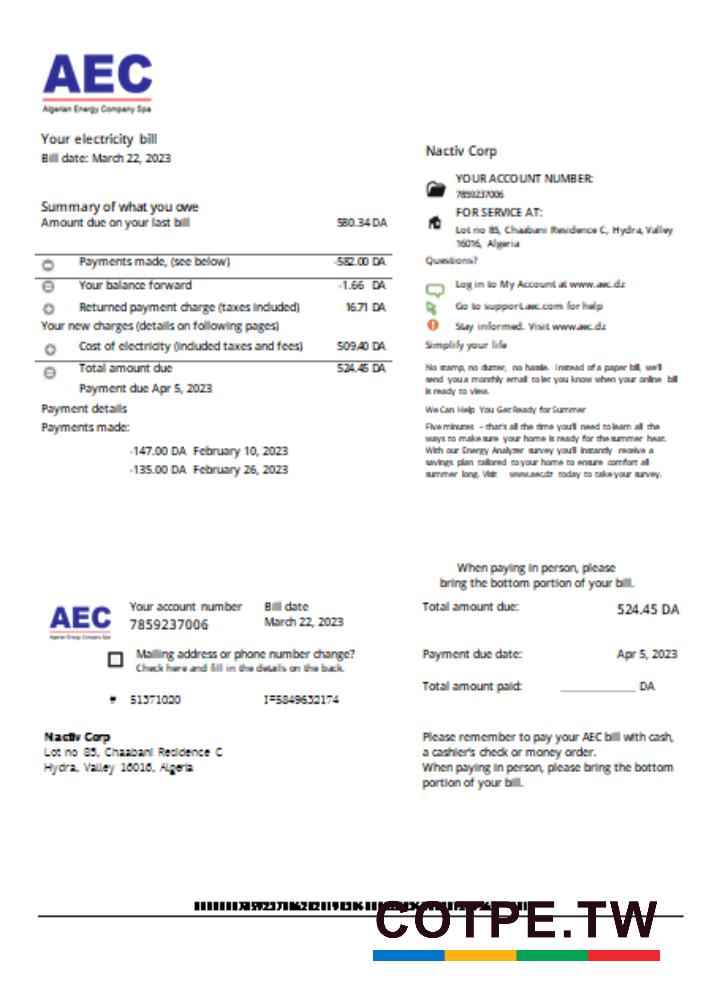 AEC
Algerian Energy Company Spa
Your electricity bill
Bill date: March 22, 2023
Summary of what you owe
Amount due on your last bill 580.34 DA
Payments made, (see below) -582.00 DA
Your balance forward -1.66 DA
Returned payment charge (taxes included) 16.71 DA
Your new charges (details on following pages)
Cost of electricity (included taxes and fees) 509.40 DA
Total amount due 524.45 DA
Payment due Apr 5, 2023
Payment details
Payments made:
-147.00 DA February 10, 2023
-135.00 DA February 26, 2023
Nactiv Corp
YOUR ACCOUNT NUMBER:
7859237006
FOR SERVICE AT:
Lot no 85, Chaabani Residence C, Hydra, Valley
16016, Algeria
Questions?
Log in to My Account at www.aec.dz
Go to support.aec.com for help
Stay informed. Visit www.aec.dz
Simplify your life
No stamp, no clutter, no hassle. Instead of a paper bill, we'll
send you a monthly email to let you know when your online bill
is ready to view.
We Can Help You Get Ready for Summer
Five minutes - that's all the time you'll need to learn all the
ways to make sure your home is ready for the summer heat.
With our Energy Analyzer survey you'll instantly receive a
savings plan tailored to your home to ensure comfort all
summer long. Visit www.aec.dz today to take your survey.
When paying in person, please
bring the bottom portion of your bill.
AEC
Algerian Energy Company Spa
Your account number
7859237006
Bill date
March 22, 2023
Mailing address or phone number change?
Check here and fill in the details on the back.
# 51371020 I=5849632174
Nactiv Corp
Lot no 85, Chaabani Residence C
Hydra, Valley 16016, Algeria
Total amount due: 524.45 DA
Payment due date: Apr 5, 2023
Total amount paid: ____________ DA
Please remember to pay your AEC bill with cash,
a cashier's check or money order.
When paying in person, please bring the bottom
portion of your bill.
COTPE.TW